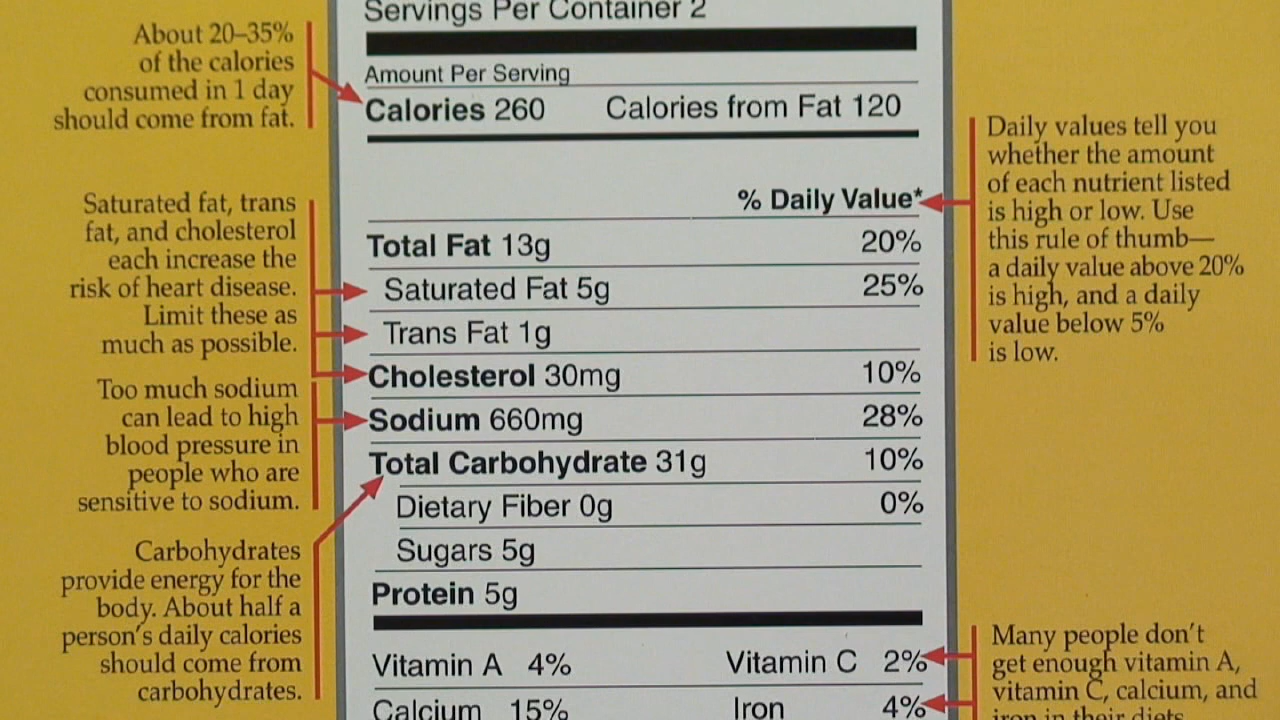 Servings Per Container 2
Amount Per Serving
Calories 260 Calories from Fat 120
% Daily Value*
Total Fat 13g 20%
Saturated Fat 5g 25%
Trans Fat 1g
Cholesterol 30mg 10%
Sodium 660mg 28%
Total Carbohydrate 31g 10%
Dietary Fiber 0g 0%
Sugars 5g
Protein 5g
Vitamin A 4% Vitamin C 2%
Calcium 15% Iron 4%
About 20–35%
of the calories
consumed in 1 day
should come from fat.
Saturated fat, trans
fat, and cholesterol
each increase the
risk of heart disease.
Limit these as
much as possible.
Too much sodium
can lead to high
blood pressure in
people who are
sensitive to sodium.
Carbohydrates
provide energy for the
body. About half a
person's daily calories
should come from
carbohydrates.
Daily values tell you
whether the amount
of each nutrient listed
is high or low. Use
this rule of thumb—
a daily value above 20%
is high, and a daily
value below 5%
is low.
Many people don't
get enough vitamin A,
vitamin C, calcium, and
iron in their diets